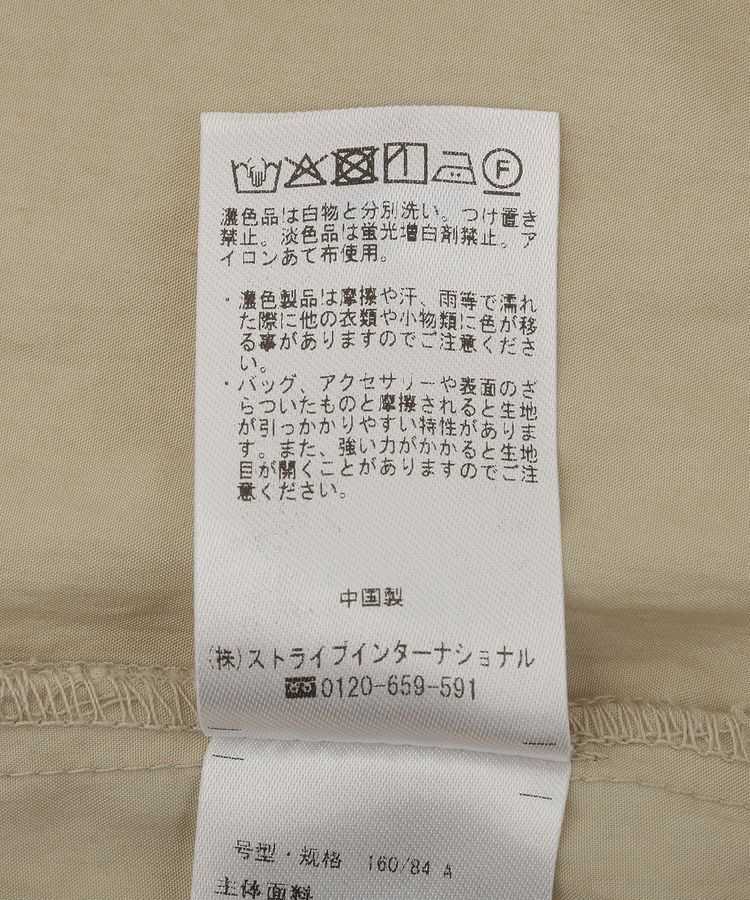 F
濃色品は白物と分別洗い。つけ置き
禁止。淡色品は蛍光増白剤禁止。ア
イロンあて布使用。
・濃色製品は摩擦や汗、雨等で濡れ
た際に他の衣類や小物類に色が移
る事がありますのでご注意くださ
い。
・バッグ、アクセサリーや表面のざ
らついたものと摩擦されると生地
が引っかかりやすい特性がありま
す。また、強い力がかかると生地
目が開くことがありますのでご注
意ください。
中国製
(株)ストライプインターナショナル
0120-659-591
号型・规格 160/84 A